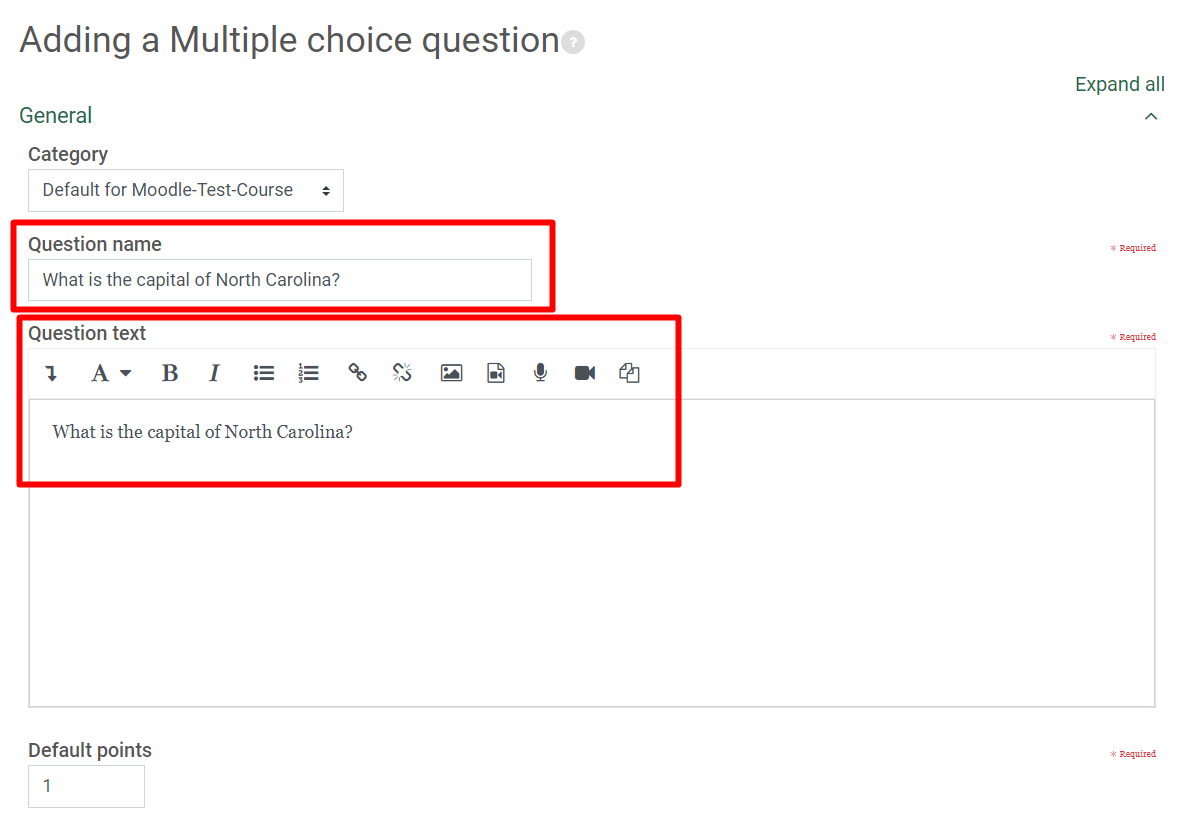 Adding a Multiple choice question ?
Expand all
General
Category
Default for Moodle-Test-Course
Question name
* Required
What is the capital of North Carolina?
Question text
* Required
A B I
What is the capital of North Carolina?
Default points
* Required
1